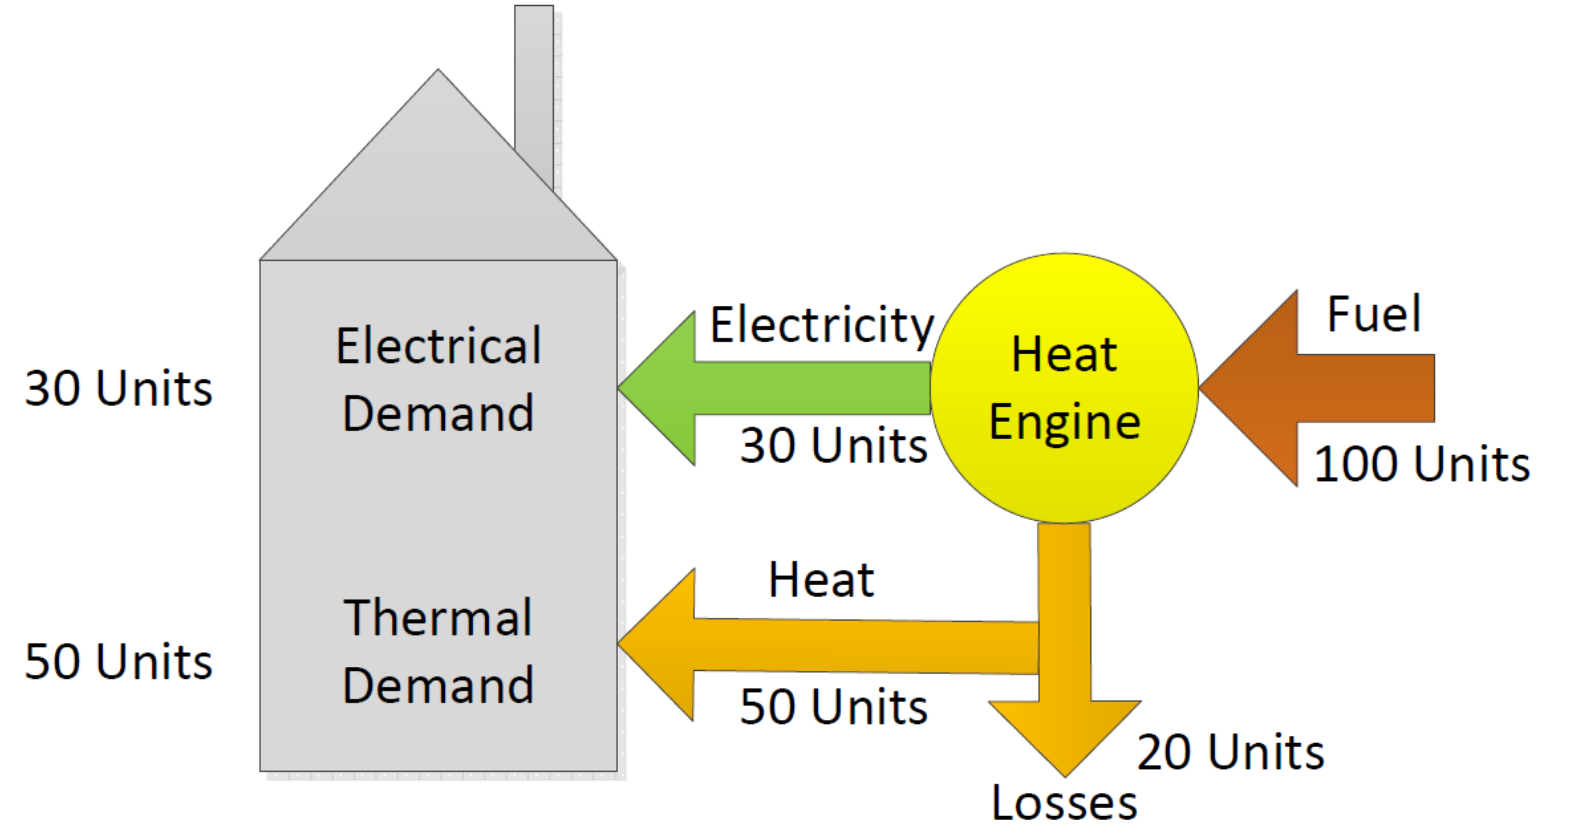 30 Units
Electrical
Demand
Electricity
30 Units
Heat
Engine
Fuel
100 Units
50 Units
Thermal
Demand
Heat
50 Units
20 Units
Losses